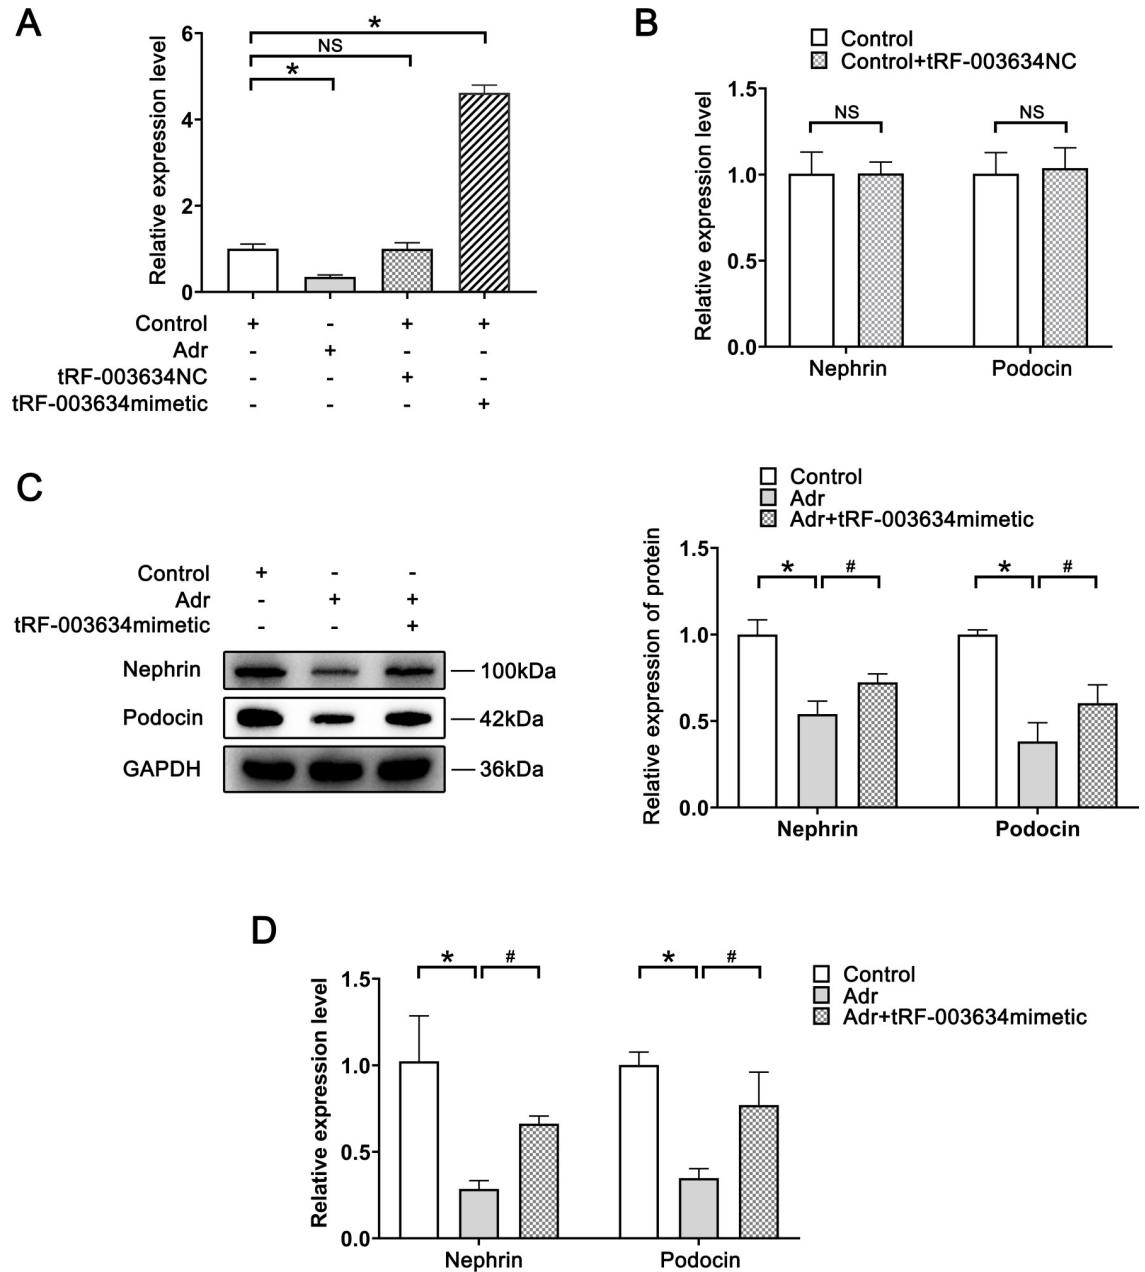 A
Relative expression level
6
4
2
0
*
NS
*
Control + - + +
Adr - + - -
tRF-003634NC - - + -
tRF-003634mimetic - - - +
B
Control
Control+tRF-003634NC
Relative expression level
1.5
1.0
0.5
0.0
NS NS
Nephrin Podocin
C
Control + - -
Adr - + +
tRF-003634mimetic - - +
Nephrin 100kDa
Podocin 42kDa
GAPDH 36kDa
Control
Adr
Adr+tRF-003634mimetic
Relative expression of protein
1.5
1.0
0.5
0.0
* # * #
Nephrin Podocin
D
Relative expression level
1.5
1.0
0.5
0.0
* # * #
Nephrin Podocin
Control
Adr
Adr+tRF-003634mimetic